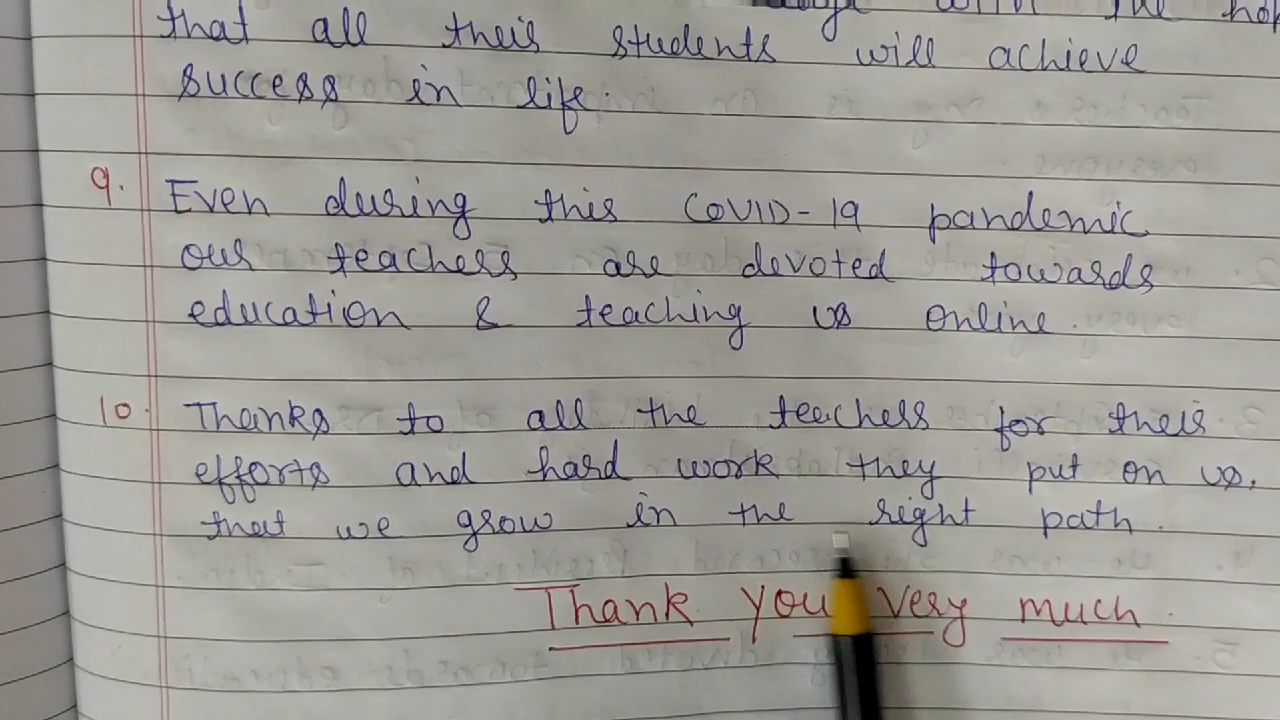 with the
that all their students will achieve
success in life.
9. Even during this COVID-19 pandemic
our teachers are devoted towards
education & teaching us online.
10. Thanks to all the teachers for their
efforts and hard work they put on us,
that we grow in the right path.
Thank you very much.